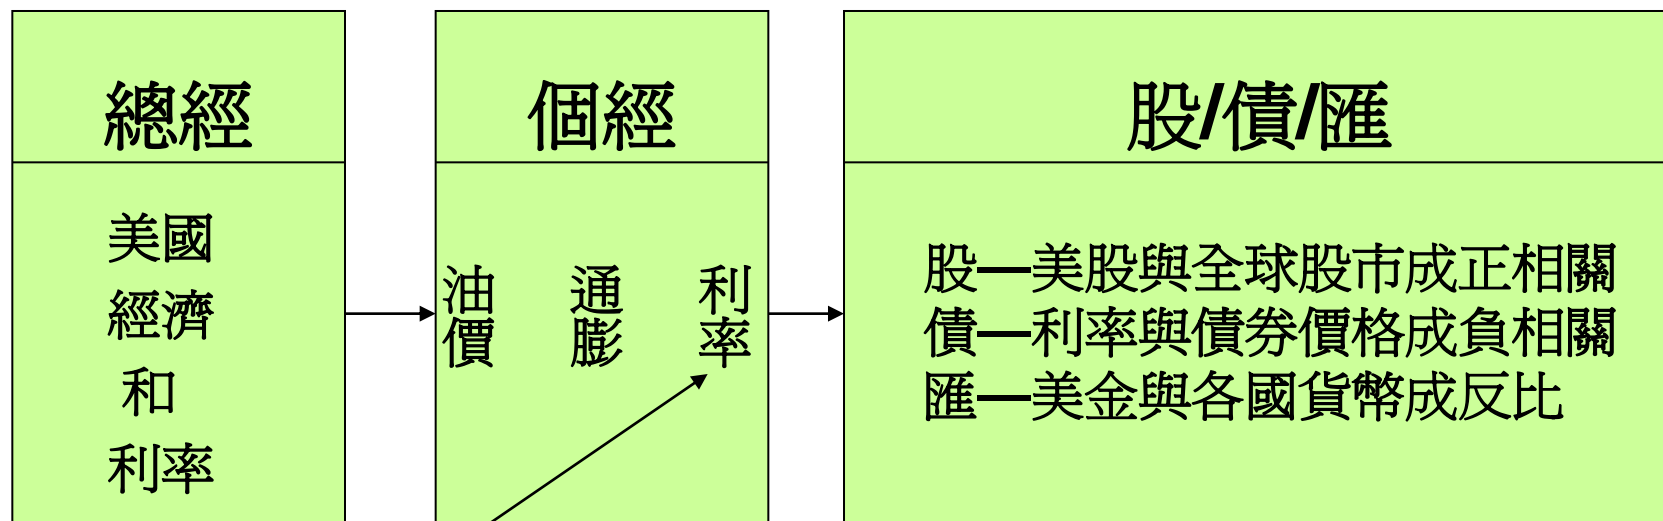 總經
美國
經濟
和
利率
個經
油價
通膨
利率
股/債/匯
股—美股與全球股市成正相關
債—利率與債券價格成負相關
匯—美金與各國貨幣成反比